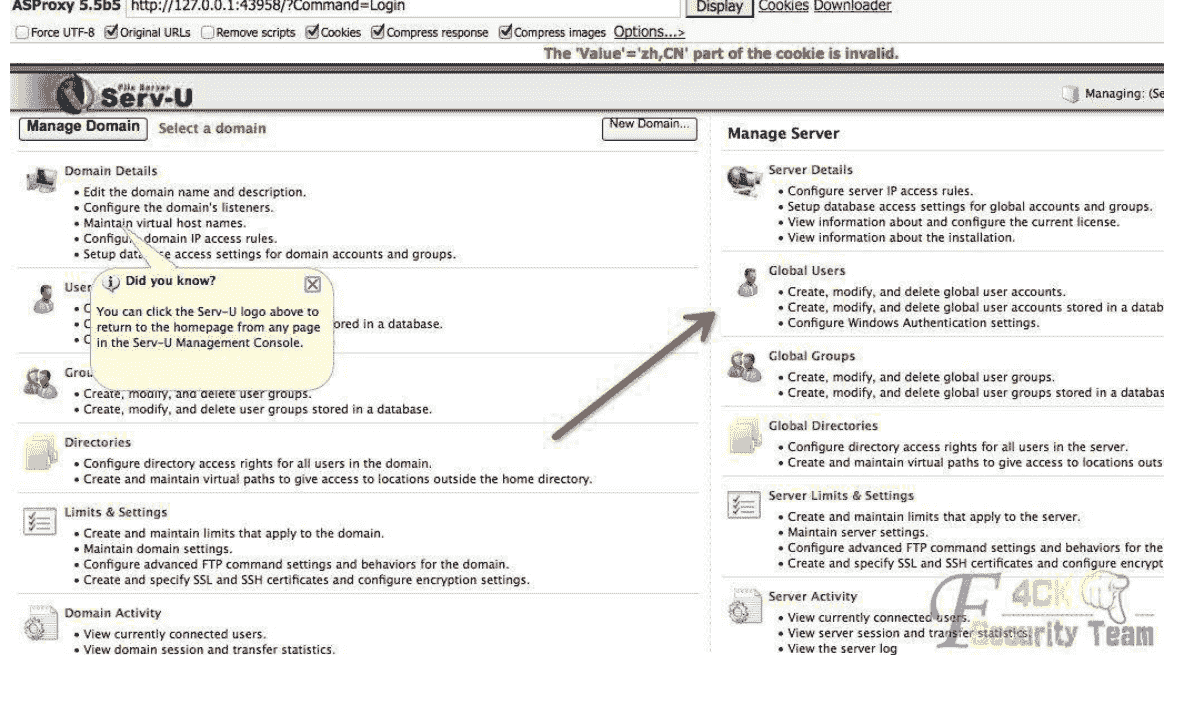 ASProxy 5.5b5 http://127.0.0.1:43958/?Command=Login Display Cookies Downloader
Force UTF-8 Original URLs Remove scripts Cookies Compress response Compress images Options...>
The 'Value'='zh,CN' part of the cookie is invalid.
File Server
Serv-U
Managing: (Se
Manage Domain Select a domain New Domain...
Domain Details
• Edit the domain name and description.
• Configure the domain's listeners.
• Maintain virtual host names.
• Configu domain IP access rules.
• Setup data se access settings for domain accounts and groups.
Did you know?
You can click the Serv-U logo above to
return to the homepage from any page
in the Serv-U Management Console.
User
• C
• C ored in a database.
• C
Grou
• Create, modify, and delete user groups.
• Create, modify, and delete user groups stored in a database.
Directories
• Configure directory access rights for all users in the domain.
• Create and maintain virtual paths to give access to locations outside the home directory.
Limits & Settings
• Create and maintain limits that apply to the domain.
• Maintain domain settings.
• Configure advanced FTP command settings and behaviors for the domain.
• Create and specify SSL and SSH certificates and configure encryption settings.
Domain Activity
• View currently connected users.
• View domain session and transfer statistics.
Manage Server
Server Details
• Configure server IP access rules.
• Setup database access settings for global accounts and groups.
• View information about and configure the current license.
• View information about the installation.
Global Users
• Create, modify, and delete global user accounts.
• Create, modify, and delete global user accounts stored in a datab
• Configure Windows Authentication settings.
Global Groups
• Create, modify, and delete global user groups.
• Create, modify, and delete global user groups stored in a databas
Global Directories
• Configure directory access rights for all users in the server.
• Create and maintain virtual paths to give access to locations outs
Server Limits & Settings
• Create and maintain limits that apply to the server.
• Maintain server settings.
• Configure advanced FTP command settings and behaviors for the
• Create and specify SSL and SSH certificates and configure encrypt
Server Activity
• View currently connected users.
• View server session and transfer statistics.
• View the server log
F4CK
Security Team